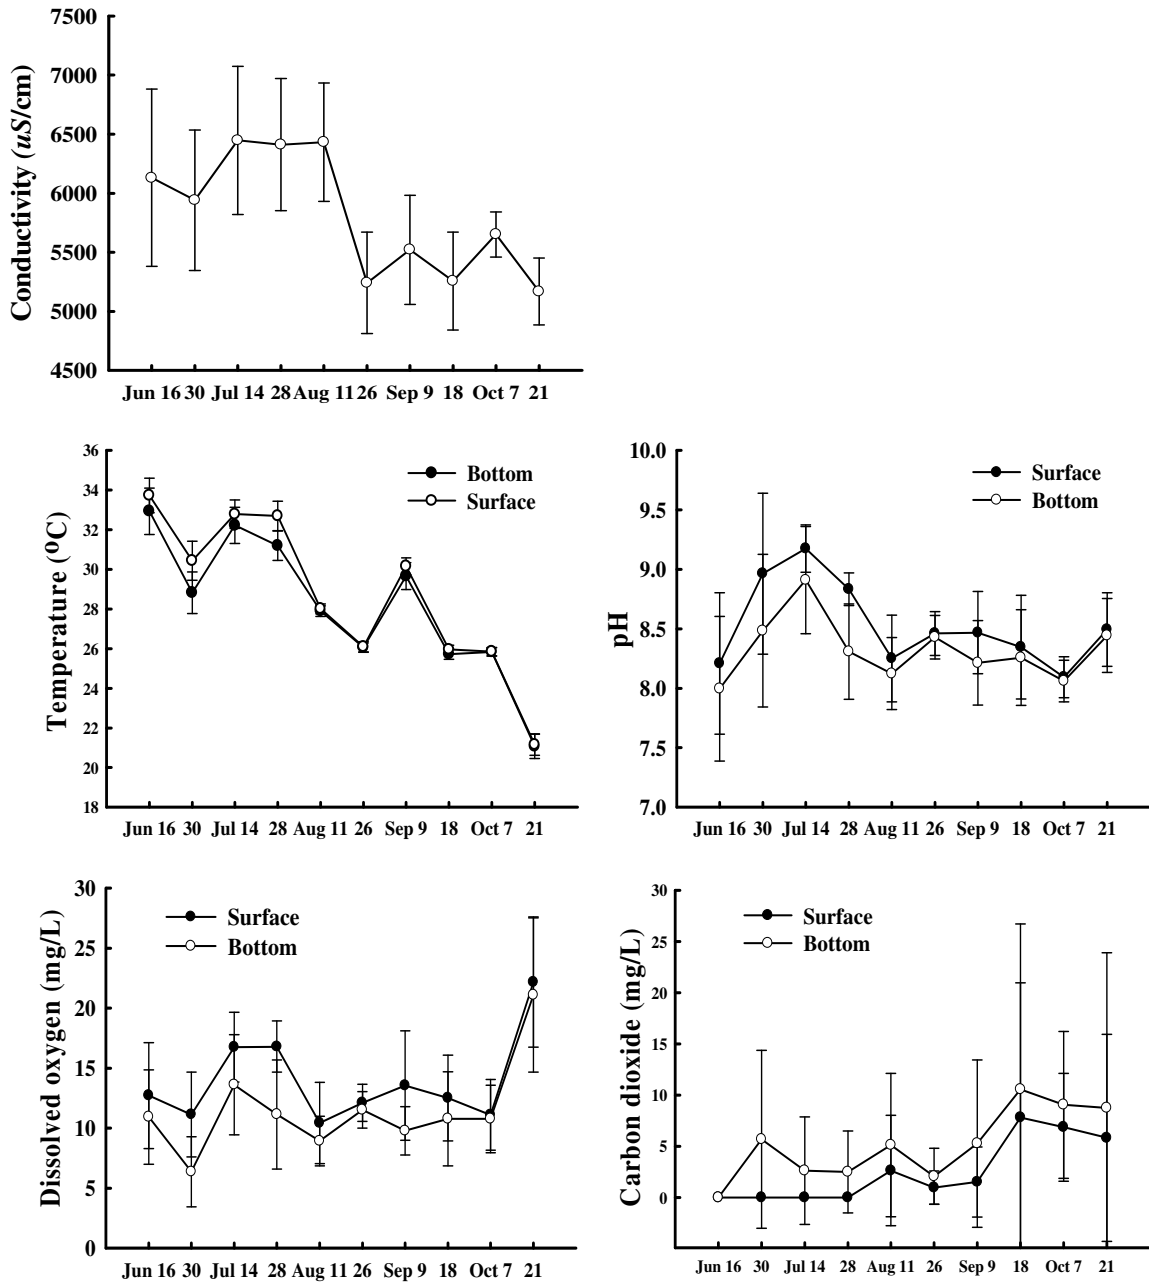 7500
7000
6500
6000
5500
5000
4500
Conductivity (uS/cm)
Jun 16 30 Jul 14 28 Aug 11 26 Sep 9 18 Oct 7 21
36
34
32
30
28
26
24
22
20
18
Temperature (OC)
Bottom
Surface
Jun 16 30 Jul 14 28 Aug 11 26 Sep 9 18 Oct 7 21
10.0
9.5
9.0
8.5
8.0
7.5
7.0
pH
Surface
Bottom
Jun 16 30 Jul 14 28 Aug 11 26 Sep 9 18 Oct 7 21
30
25
20
15
10
5
0
Dissolved oxygen (mg/L)
Surface
Bottom
Jun 16 30 Jul 14 28 Aug 11 26 Sep 9 18 Oct 7 21
30
25
20
15
10
5
0
Carbon dioxide (mg/L)
Surface
Bottom
Jun 16 30 Jul 14 28 Aug 11 26 Sep 9 18 Oct 7 21